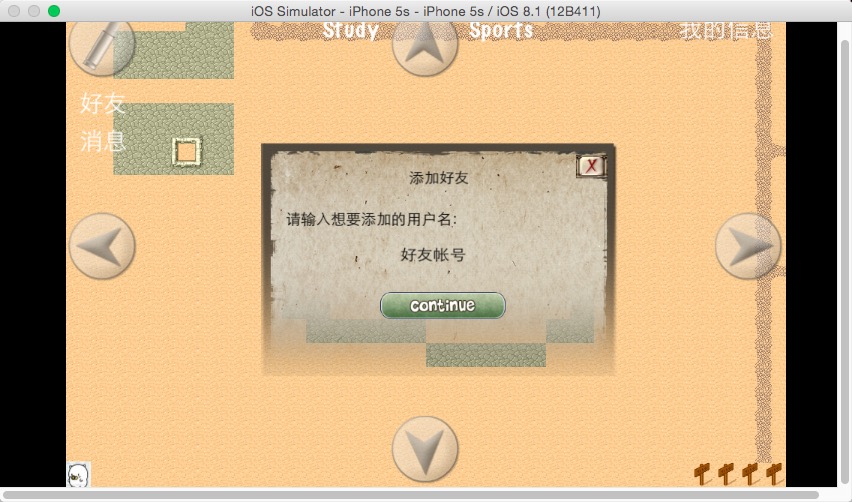 iOS Simulator - iPhone 5s - iPhone 5s / iOS 8.1 (12B411)
Study
Sports
我的信息
好友
消息
X
添加好友
请输入想要添加的用户名:
好友帐号
continue